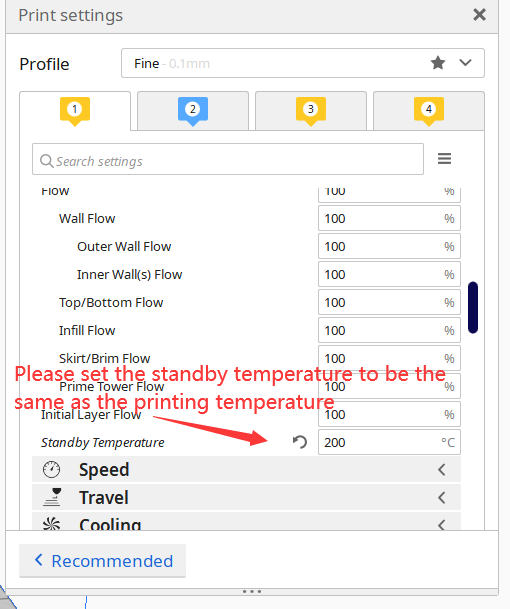 Print settings
Profile
Fine - 0.1mm
1
2
3
4
Search settings
Flow
100
%
Wall Flow
100
%
Outer Wall Flow
100
%
Inner Wall(s) Flow
100
%
Top/Bottom Flow
100
%
Infill Flow
100
%
Skirt/Brim Flow
100
%
Please set the standby temperature to be the
Prime Tower Flow
100
%
same as the printing temperature
Initial Layer Flow
100
%
Standby Temperature
200
°C
Speed
Travel
Cooling
Recommended